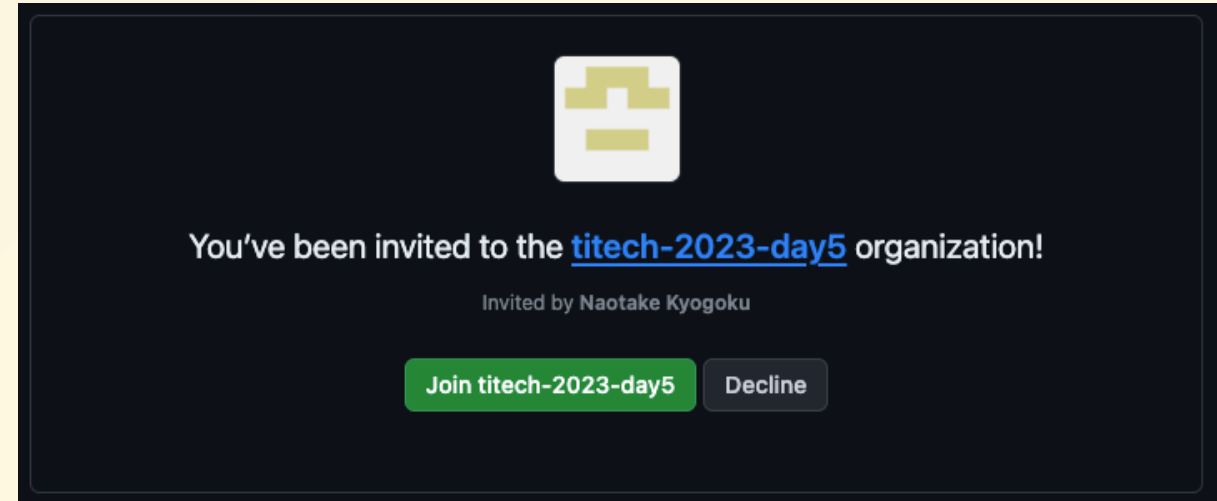 You’ve been invited to the titech-2023-day5 organization!
Invited by Naotake Kyogoku
Join titech-2023-day5
Decline